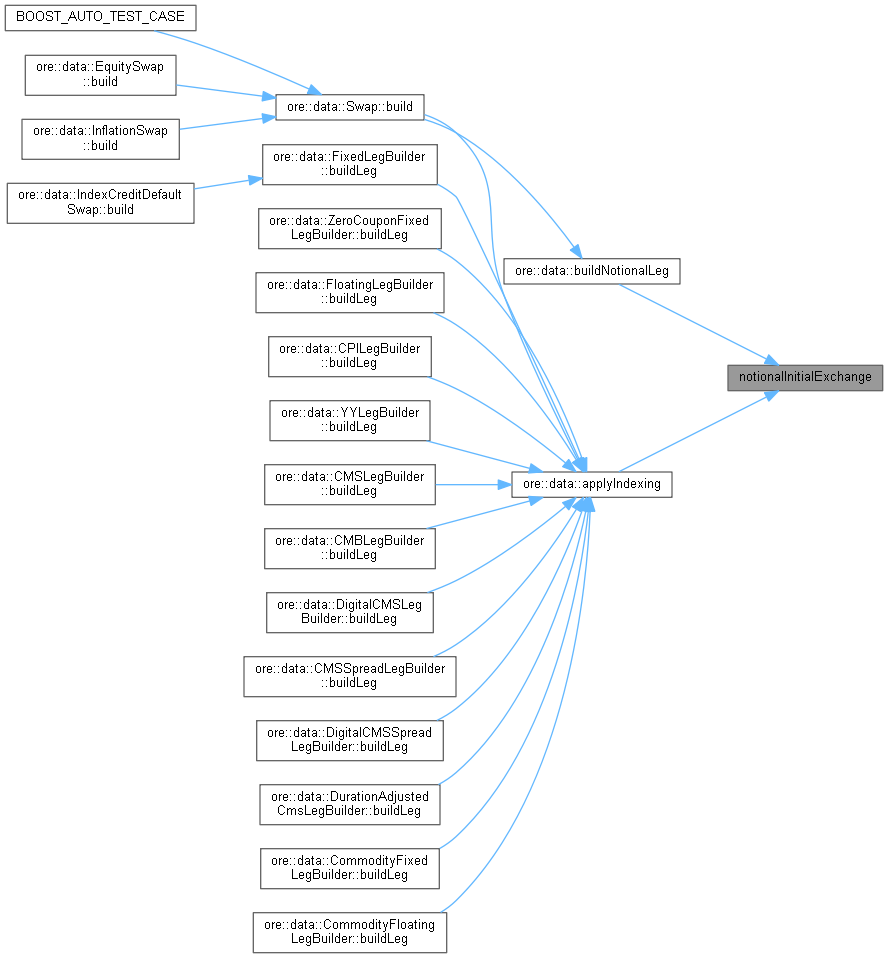 BOOST_AUTO_TEST_CASE
ore::data::EquitySwap
::build
ore::data::Swap::build
ore::data::InflationSwap
::build
ore::data::FixedLegBuilder
::buildLeg
ore::data::IndexCreditDefault
Swap::build
ore::data::ZeroCouponFixed
LegBuilder::buildLeg
ore::data::buildNotionalLeg
ore::data::FloatingLegBuilder
::buildLeg
ore::data::CPILegBuilder
::buildLeg
notionalInitialExchange
ore::data::YYLegBuilder
::buildLeg
ore::data::CMSLegBuilder
::buildLeg
ore::data::applyIndexing
ore::data::CMBLegBuilder
::buildLeg
ore::data::DigitalCMSLeg
Builder::buildLeg
ore::data::CMSSpreadLegBuilder
::buildLeg
ore::data::DigitalCMSSpread
LegBuilder::buildLeg
ore::data::DurationAdjusted
CmsLegBuilder::buildLeg
ore::data::CommodityFixed
LegBuilder::buildLeg
ore::data::CommodityFloating
LegBuilder::buildLeg